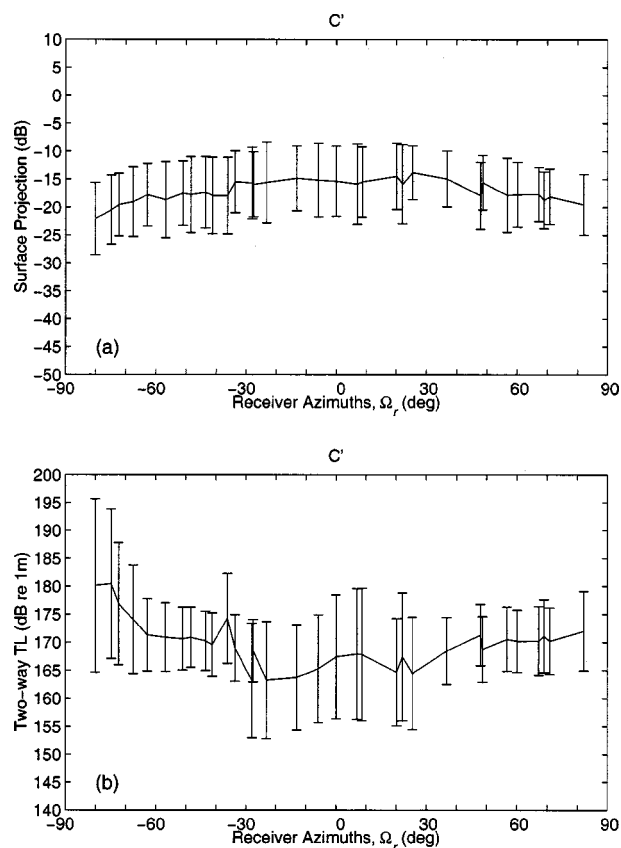 C'
10
5
0
−5
−10
−15
−20
−25
−30
−35
−40
−45
−50
Surface Projection (dB)
(a)
−90 −60 −30 0 30 60 90
Receiver Azimuths, Ωr (deg)
C'
200
195
190
185
180
175
170
165
160
155
150
145
140
Two−way TL (dB re 1m)
(b)
−90 −60 −30 0 30 60 90
Receiver Azimuths, Ωr (deg)